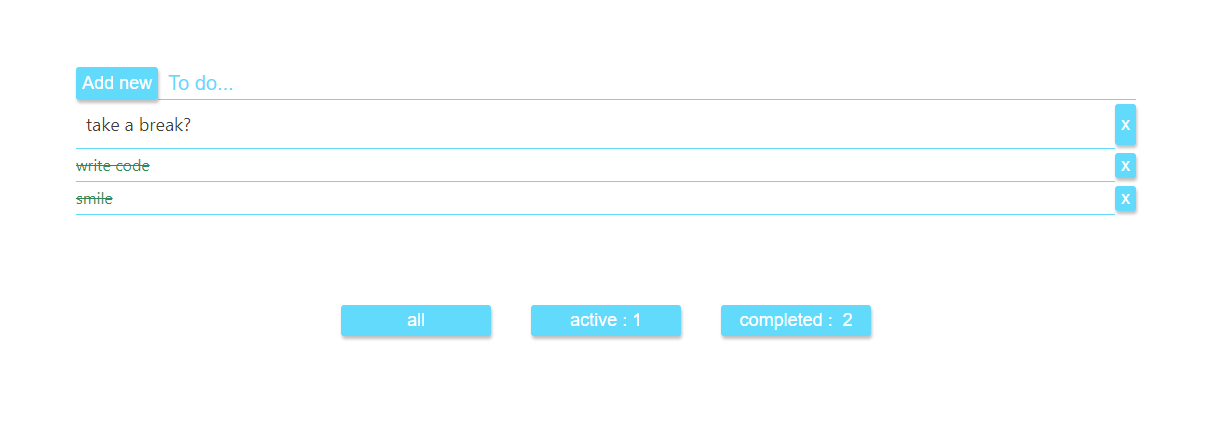 Add new To do...
take a break? x
write code x
smile x
all active : 1 completed : 2